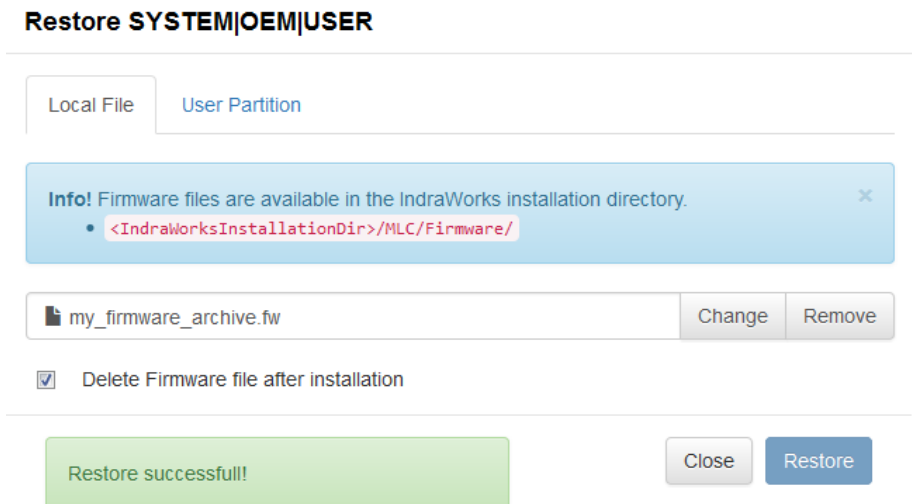 Restore SYSTEM|OEM|USER
Local File User Partition
Info! Firmware files are available in the IndraWorks installation directory. ×
• <IndraWorksInstallationDir>/MLC/Firmware/
my_firmware_archive.fw Change Remove
Delete Firmware file after installation
Restore successfull! Close Restore